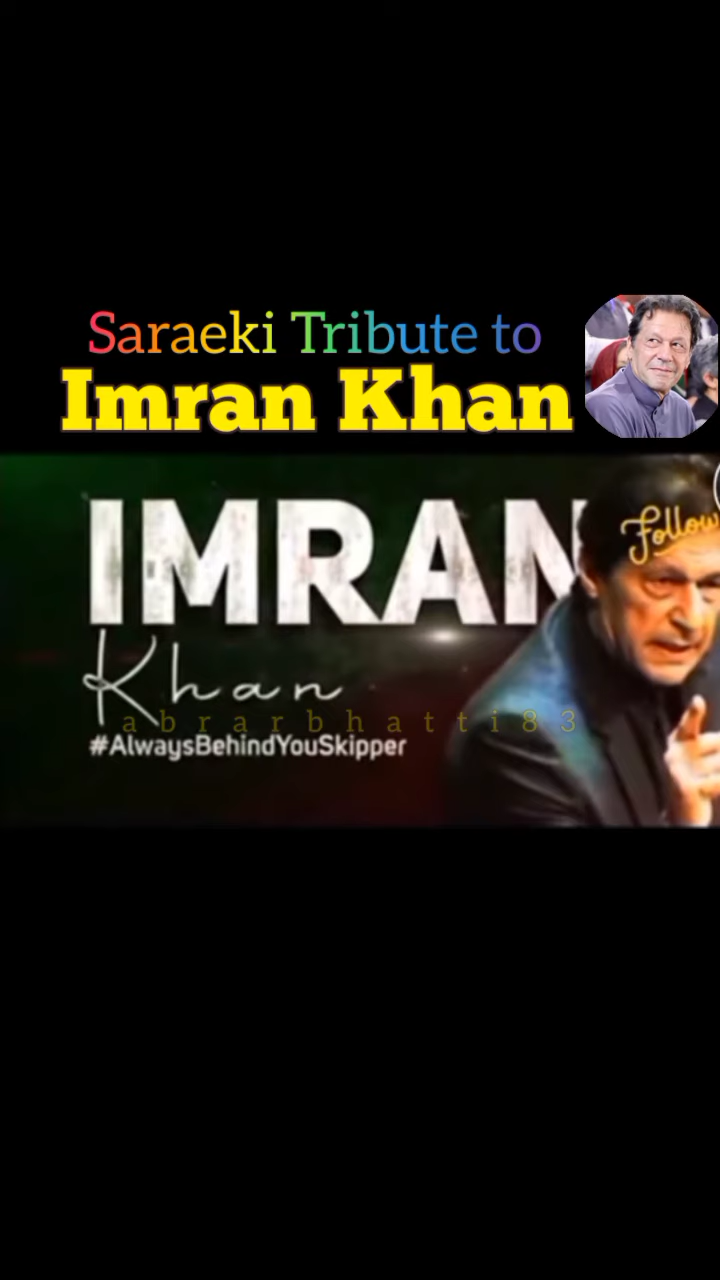 Saraeki Tribute to
Imran Khan
IMRAN
Follow
Khan
abrarbhatti83
#AlwaysBehindYouSkipper